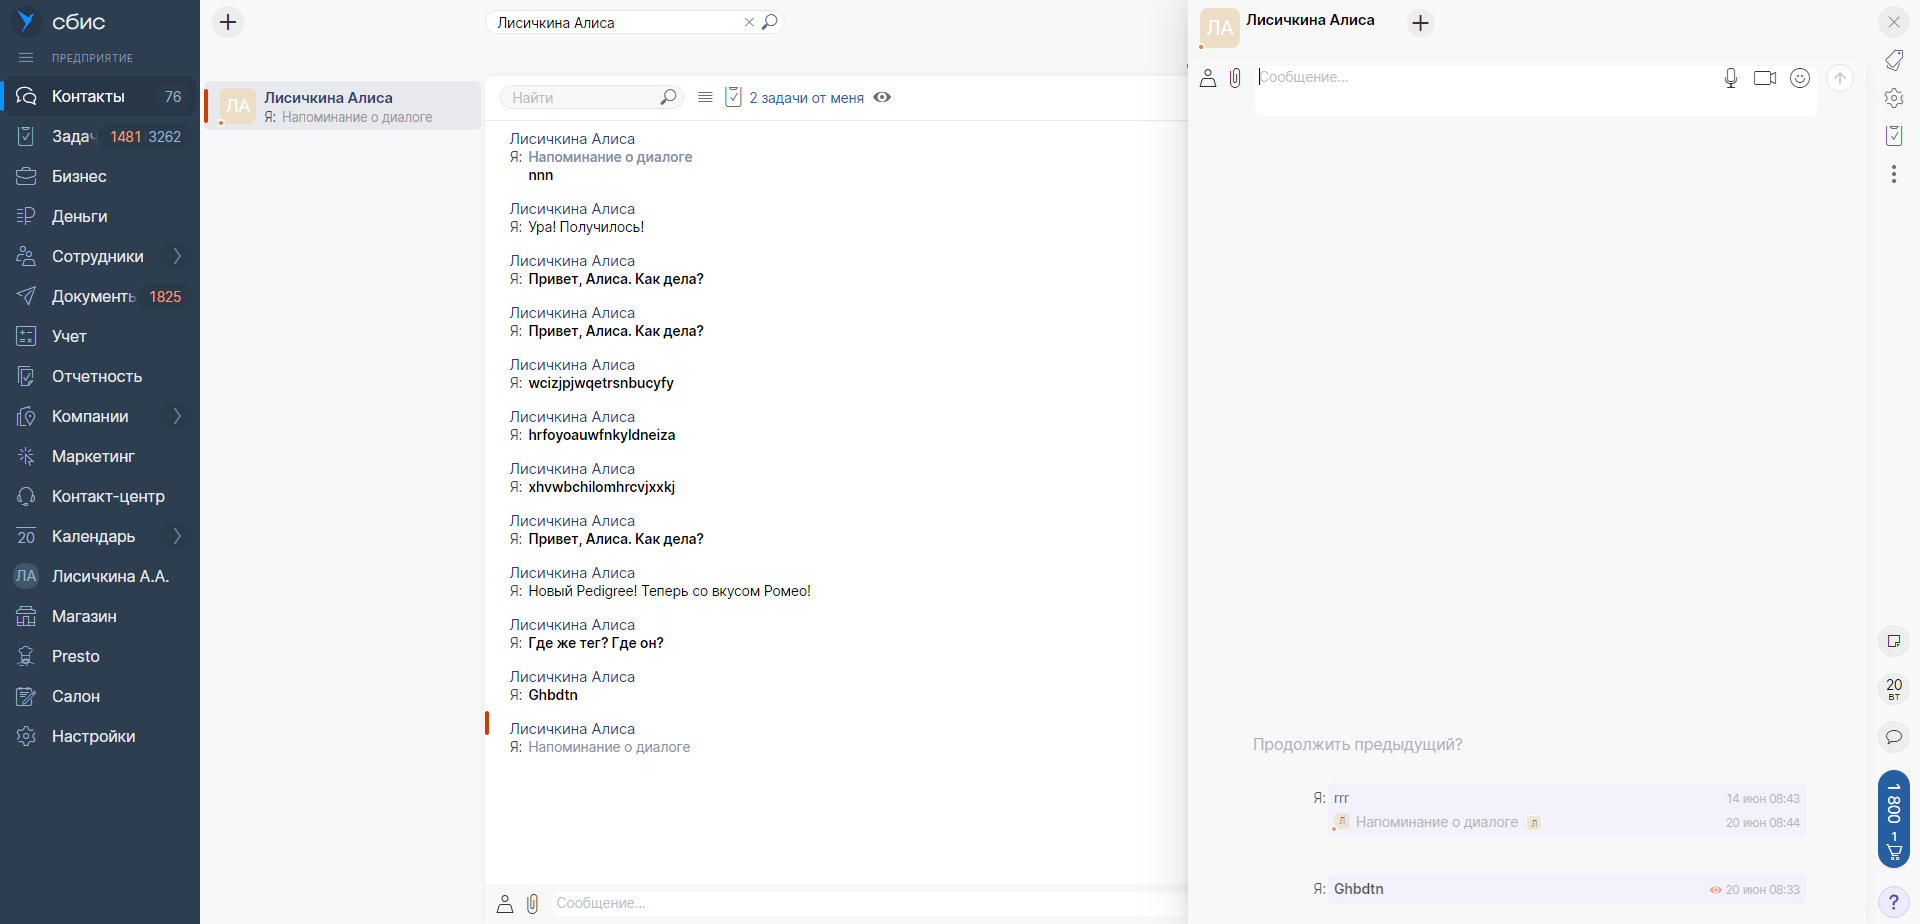 сбис
ПРЕДПРИЯТИЕ
Контакты 76
Задач 1481 3262
Бизнес
Деньги
Сотрудники
Документь 1825
Учет
Отчетность
Компании
Маркетинг
Контакт-центр
20 Календарь
ЛА Лисичкина А.А.
Магазин
Presto
Салон
Настройки
Лисичкина Алиса
ЛА Лисичкина Алиса
Я: Напоминание о диалоге
Найти 2 задачи от меня
Лисичкина Алиса
Я: Напоминание о диалоге
nnn
Лисичкина Алиса
Я: Ура! Получилось!
Лисичкина Алиса
Я: Привет, Алиса. Как дела?
Лисичкина Алиса
Я: Привет, Алиса. Как дела?
Лисичкина Алиса
Я: wcizjpjwqetrsnbucyfy
Лисичкина Алиса
Я: hrfoyoauwfnkyldneiza
Лисичкина Алиса
Я: xhvwbchilomhrcvjxxkj
Лисичкина Алиса
Я: Привет, Алиса. Как дела?
Лисичкина Алиса
Я: Новый Pedigree! Теперь со вкусом Ромео!
Лисичкина Алиса
Я: Где же тег? Где он?
Лисичкина Алиса
Я: Ghbdtn
Лисичкина Алиса
Я: Напоминание о диалоге
Сообщение...
ЛА Лисичкина Алиса
Сообщение...
Продолжить предыдущий?
Я: rrr 14 июн 08:43
Л Напоминание о диалоге Л 20 июн 08:44
Я: Ghbdtn 20 июн 08:33
20
ВТ
1 800
1
?